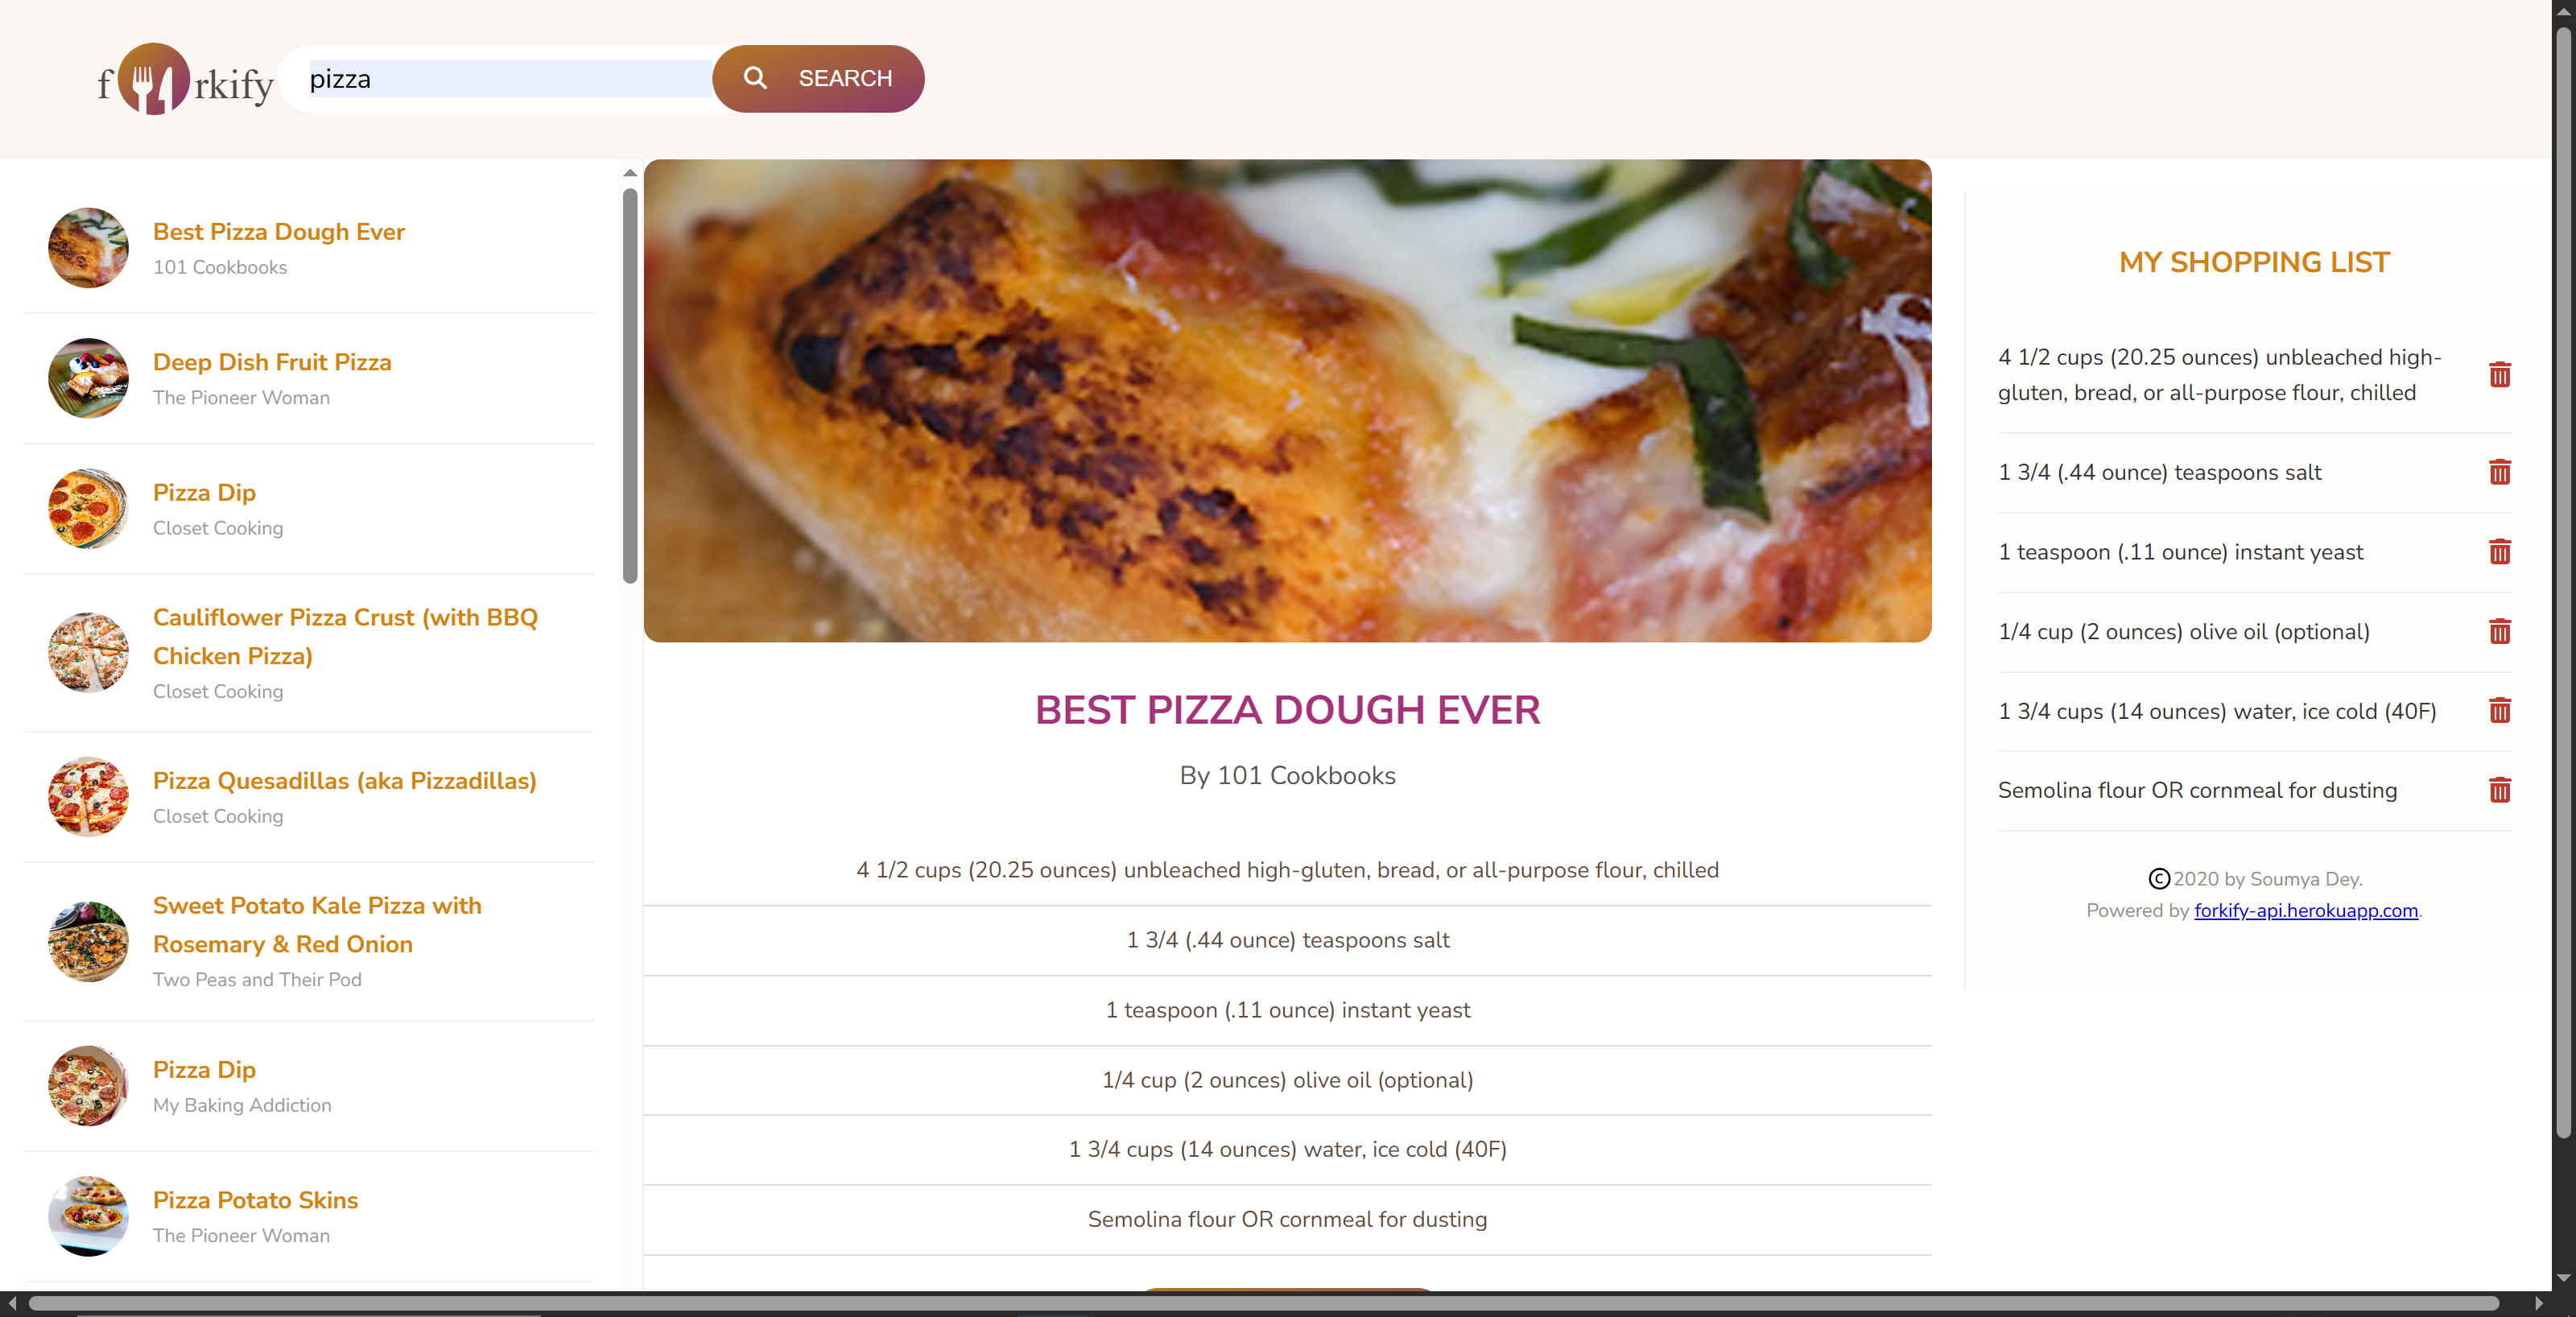 f rkify
pizza
SEARCH
Best Pizza Dough Ever
101 Cookbooks
Deep Dish Fruit Pizza
The Pioneer Woman
Pizza Dip
Closet Cooking
Cauliflower Pizza Crust (with BBQ
Chicken Pizza)
Closet Cooking
Pizza Quesadillas (aka Pizzadillas)
Closet Cooking
Sweet Potato Kale Pizza with
Rosemary & Red Onion
Two Peas and Their Pod
Pizza Dip
My Baking Addiction
Pizza Potato Skins
The Pioneer Woman
BEST PIZZA DOUGH EVER
By 101 Cookbooks
4 1/2 cups (20.25 ounces) unbleached high-gluten, bread, or all-purpose flour, chilled
1 3/4 (.44 ounce) teaspoons salt
1 teaspoon (.11 ounce) instant yeast
1/4 cup (2 ounces) olive oil (optional)
1 3/4 cups (14 ounces) water, ice cold (40F)
Semolina flour OR cornmeal for dusting
MY SHOPPING LIST
4 1/2 cups (20.25 ounces) unbleached high-
gluten, bread, or all-purpose flour, chilled
1 3/4 (.44 ounce) teaspoons salt
1 teaspoon (.11 ounce) instant yeast
1/4 cup (2 ounces) olive oil (optional)
1 3/4 cups (14 ounces) water, ice cold (40F)
Semolina flour OR cornmeal for dusting
©2020 by Soumya Dey.
Powered by forkify-api.herokuapp.com.